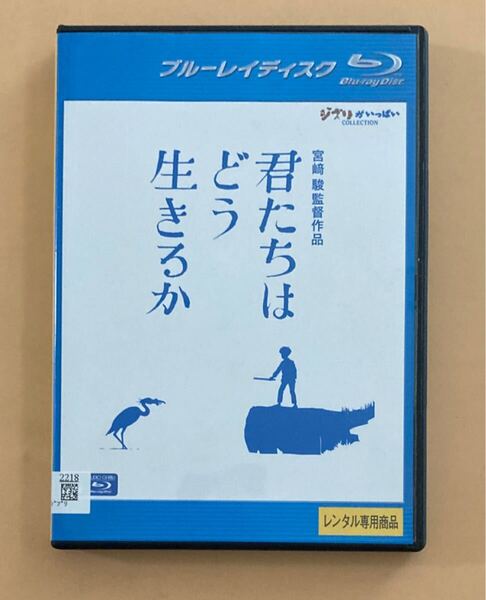 ブルーレイディスク
Blu-ray Disc
ジブリがいっぱい
COLLECTION
宮﨑 駿監督作品
君たちは
どう
生きるか
2218
レンタル専用商品